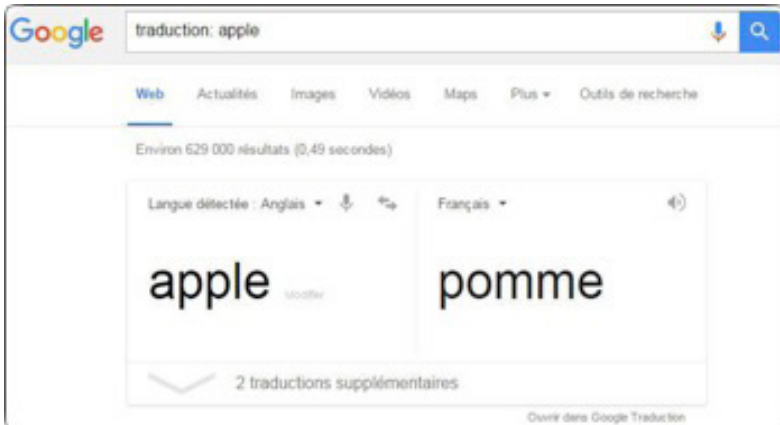 Google traduction: apple
Web Actualités Images Vidéos Maps Plus Outils de recherche
Environ 629 000 résultats (0,49 secondes)
Langue détectée : Anglais Français
apple Modifier pomme
2 traductions supplémentaires
Ouvrir dans Google Traduction